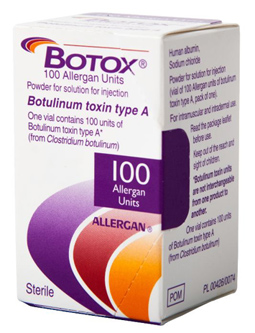 BOTOX®
100 Allergan Units
Powder for solution for injection
Botulinum toxin type A
One vial contains 100 units of
Botulinum toxin type A*
(from Clostridium botulinum)
100
Allergan
Units
ALLERGAN®
Sterile
Human albumin,
Sodium chloride
Powder for solution for injection
(vial of 100 units) (vial of botulinum
toxin type A, pack of one).
For intramuscular and intradermal use.
Read the package leaflet
before use.
Keep out of the reach and
sight of children.
*Botulinum toxin units
are not interchangeable
from one product to
another.
One vial contains 100 units
of *Botulinum toxin type A
(from Clostridium botulinum)
POM
PL 00426/0074